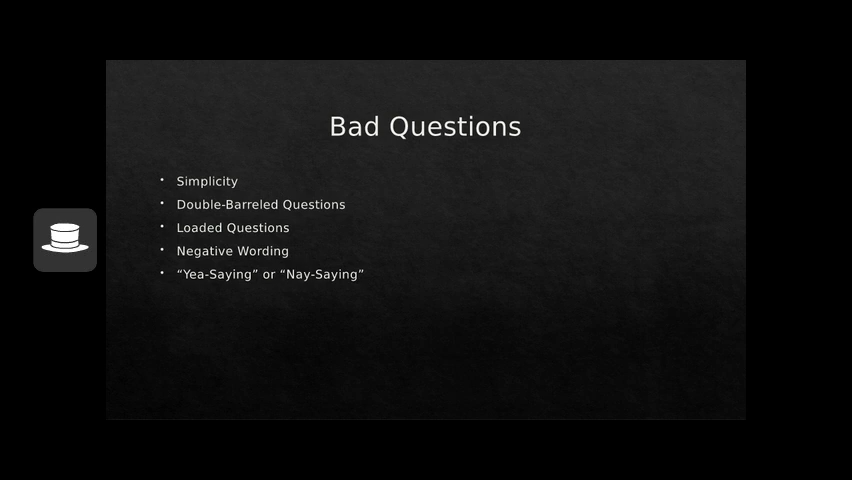 Bad Questions
• Simplicity
• Double-Barreled Questions
• Loaded Questions
• Negative Wording
• “Yea-Saying” or “Nay-Saying”